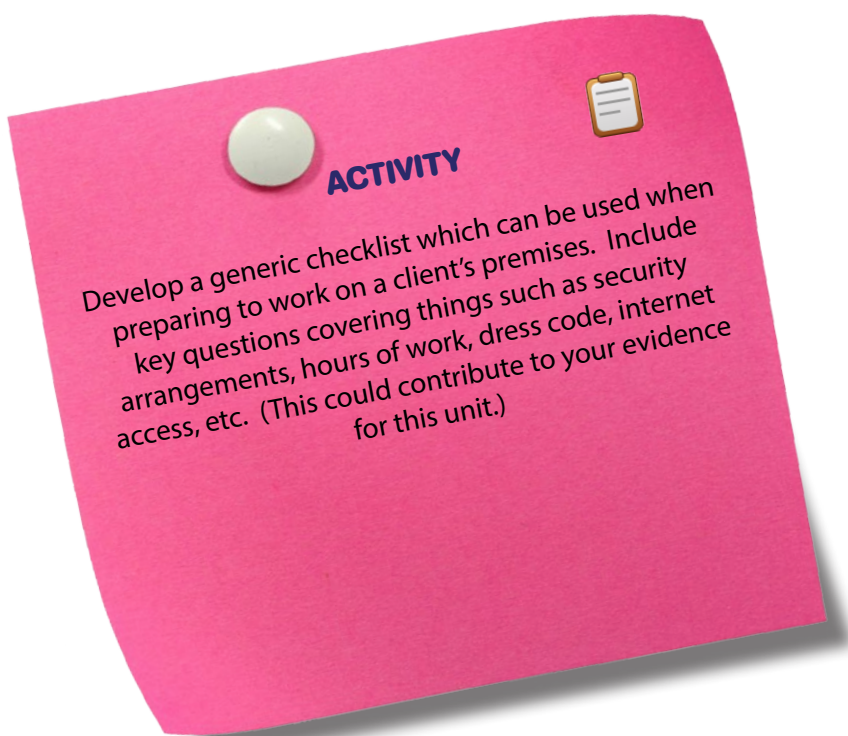 ACTIVITY
Develop a generic checklist which can be used when
preparing to work on a client's premises.  Include
key questions covering things such as security
arrangements, hours of work, dress code, internet
access, etc.  (This could contribute to your evidence
for this unit.)